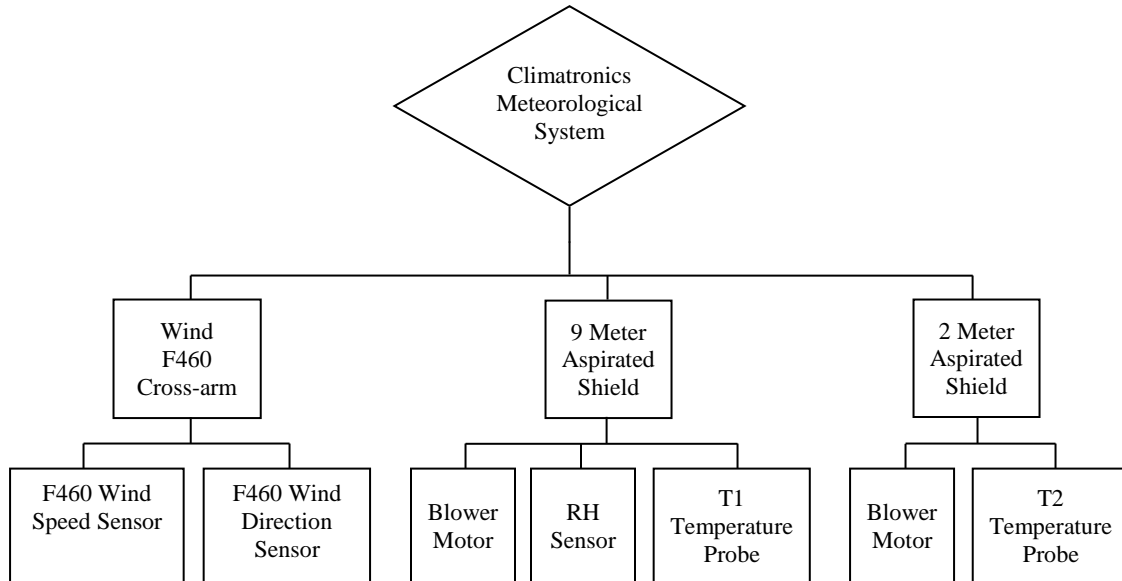 Climatronics
Meteorological
System
Wind
F460
Cross-arm
9 Meter
Aspirated
Shield
2 Meter
Aspirated
Shield
F460 Wind
Speed Sensor
F460 Wind
Direction
Sensor
Blower
Motor
RH
Sensor
T1
Temperature
Probe
Blower
Motor
T2
Temperature
Probe